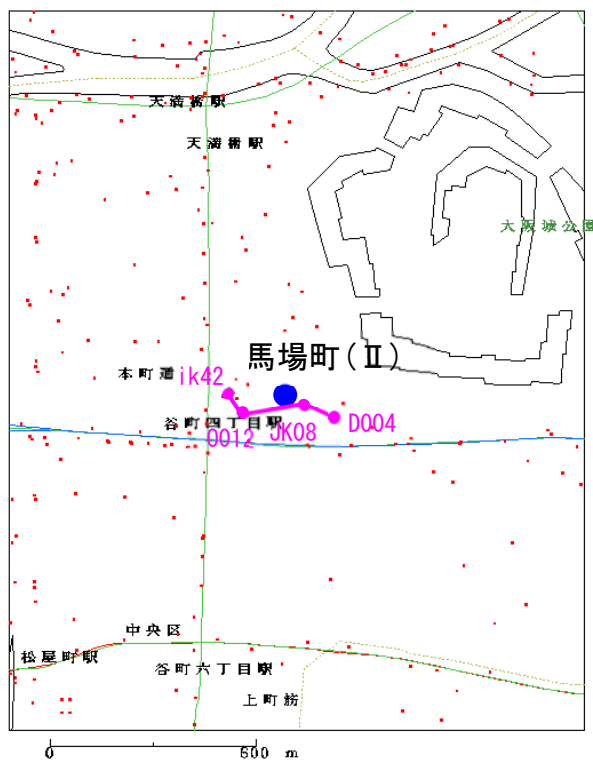 天満橋駅
天満橋駅
大阪城公園
馬場町(Ⅱ)
本町通
ik42
谷町四丁目駅
O012
JK08
D004
中央区
松屋町駅
谷町六丁目駅
上町筋
0 600 m